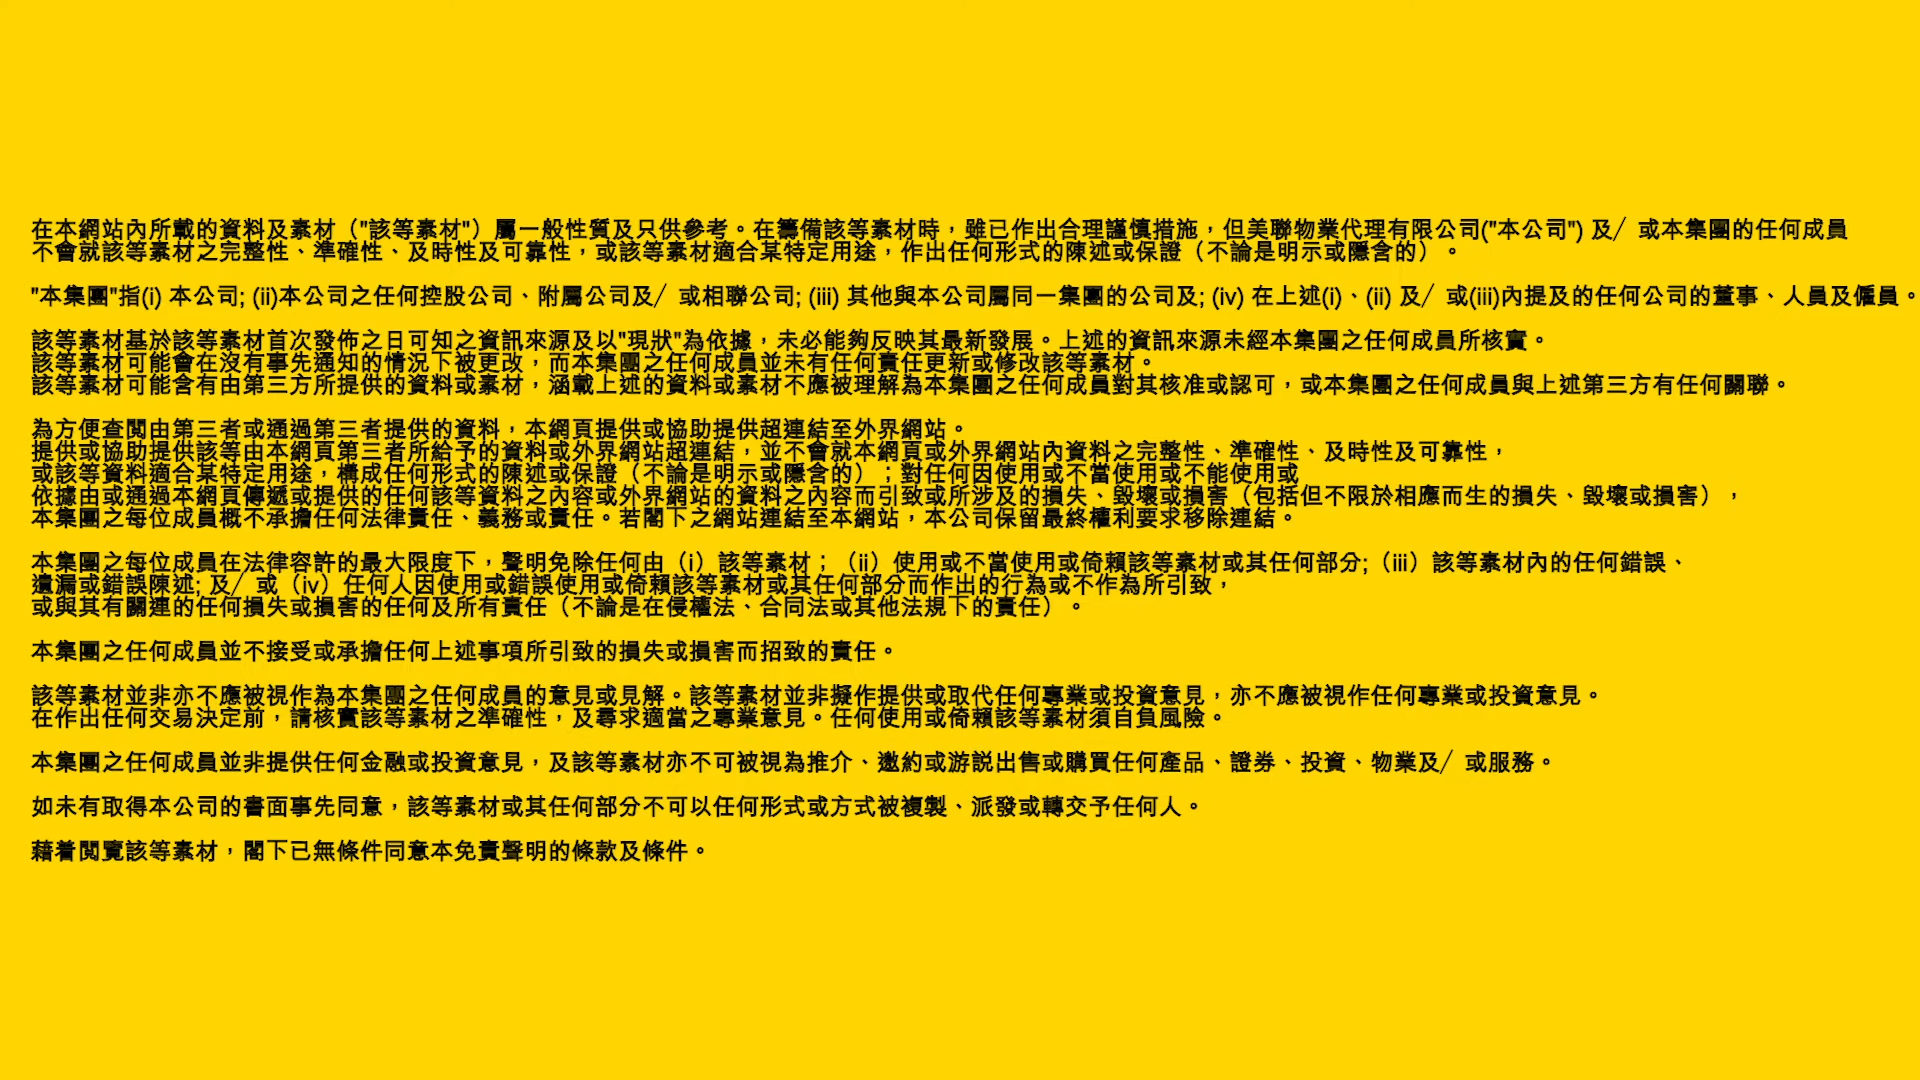 在本網站內所載的資料及素材（"該等素材"）屬一般性質及只供參考。在籌備該等素材時，雖已作出合理謹慎措施，但美聯物業代理有限公司("本公司") 及╱或本集團的任何成員
不會就該等素材之完整性、準確性、及時性及可靠性，或該等素材適合某特定用途，作出任何形式的陳述或保證（不論是明示或隱含的）。
"本集團"指(i) 本公司; (ii)本公司之任何控股公司、附屬公司及╱或相聯公司; (iii) 其他與本公司屬同一集團的公司及; (iv) 在上述(i)、(ii) 及╱或(iii)內提及的任何公司的董事、人員及僱員。
該等素材基於該等素材首次發佈之日可知之資訊來源及以"現狀"為依據，未必能夠反映其最新發展。上述的資訊來源未經本集團之任何成員所核實。
該等素材可能會在沒有事先通知的情況下被更改，而本集團之任何成員並未有任何責任更新或修改該等素材。
該等素材可能含有由第三方所提供的資料或素材，涵載上述的資料或素材不應被理解為本集團之任何成員對其核准或認可，或本集團之任何成員與上述第三方有任何關聯。
為方便查閱由第三者或通過第三者提供的資料，本網頁提供或協助提供超連結至外界網站。
提供或協助提供該等由本網頁第三者所給予的資料或外界網站超連結，並不會就本網頁或外界網站內資料之完整性、準確性、及時性及可靠性，
或該等資料適合某特定用途，構成任何形式的陳述或保證（不論是明示或隱含的）；對任何因使用或不當使用或不能使用或
依據由或通過本網頁傳遞或提供的任何該等資料之內容或外界網站的資料之內容而引致或所涉及的損失、毀壞或損害（包括但不限於相應而生的損失、毀壞或損害），
本集團之每位成員概不承擔任何法律責任、義務或責任。若閣下之網站連結至本網站，本公司保留最終權利要求移除連結。
本集團之每位成員在法律容許的最大限度下，聲明免除任何由（i）該等素材；（ii）使用或不當使用或倚賴該等素材或其任何部分;（iii）該等素材內的任何錯誤、
遺漏或錯誤陳述; 及╱或（iv）任何人因使用或錯誤使用或倚賴該等素材或其任何部分而作出的行為或不作為所引致，
或與其有關連的任何損失或損害的任何及所有責任（不論是在侵權法、合同法或其他法規下的責任）。
本集團之任何成員並不接受或承擔任何上述事項所引致的損失或損害而招致的責任。
該等素材並非亦不應被視作為本集團之任何成員的意見或見解。該等素材並非擬作提供或取代任何專業或投資意見，亦不應被視作任何專業或投資意見。
在作出任何交易決定前，請核實該等素材之準確性，及尋求適當之專業意見。任何使用或倚賴該等素材須自負風險。
本集團之任何成員並非提供任何金融或投資意見，及該等素材亦不可被視為推介、邀約或游説出售或購買任何產品、證券、投資、物業及╱或服務。
如未有取得本公司的書面事先同意，該等素材或其任何部分不可以任何形式或方式被複製、派發或轉交予任何人。
藉着閱覽該等素材，閣下已無條件同意本免責聲明的條款及條件。